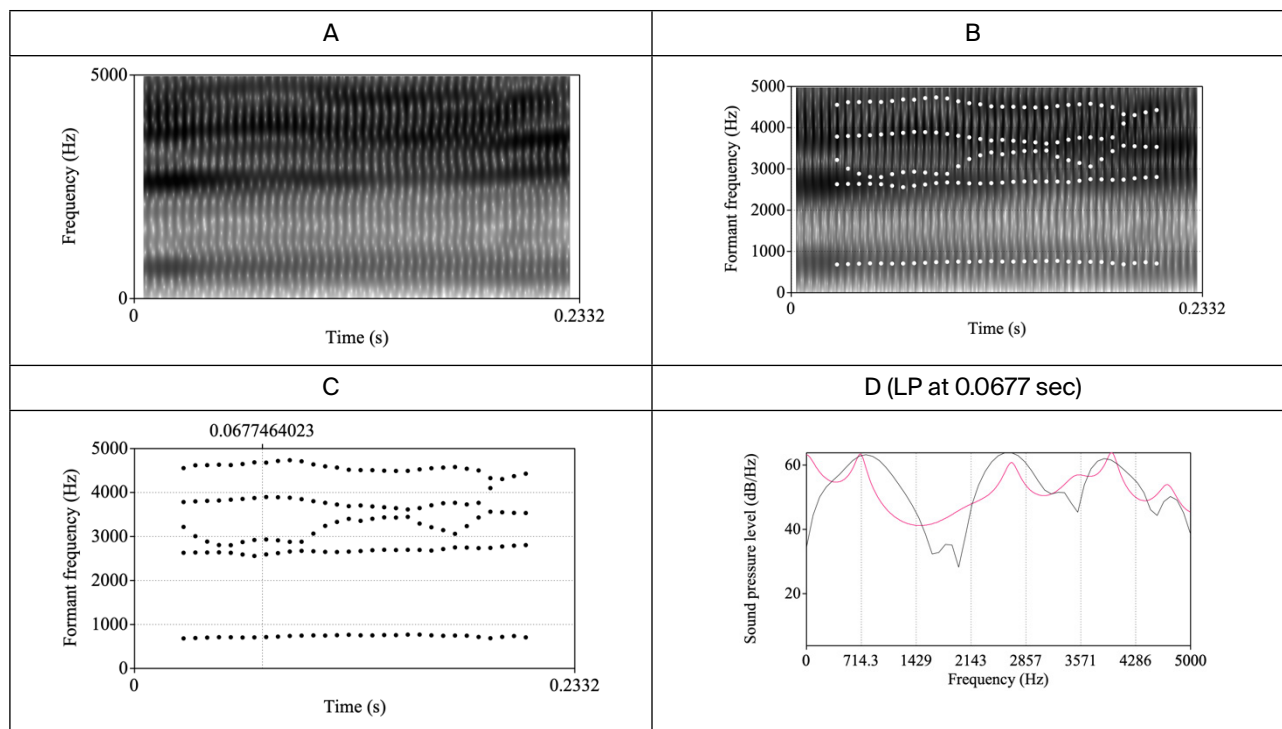 A
B
5000
Frequency (Hz)
0
0
0.2332
Time (s)
5000
4000
3000
2000
1000
0
Formant frequency (Hz)
0
0.2332
Time (s)
C
D (LP at 0.0677 sec)
0.0677464023
5000
4000
3000
2000
1000
0
Formant frequency (Hz)
0
0.2332
Time (s)
60
40
20
Sound pressure level (dB/Hz)
0 714.3 1429 2143 2857 3571 4286 5000
Frequency (Hz)